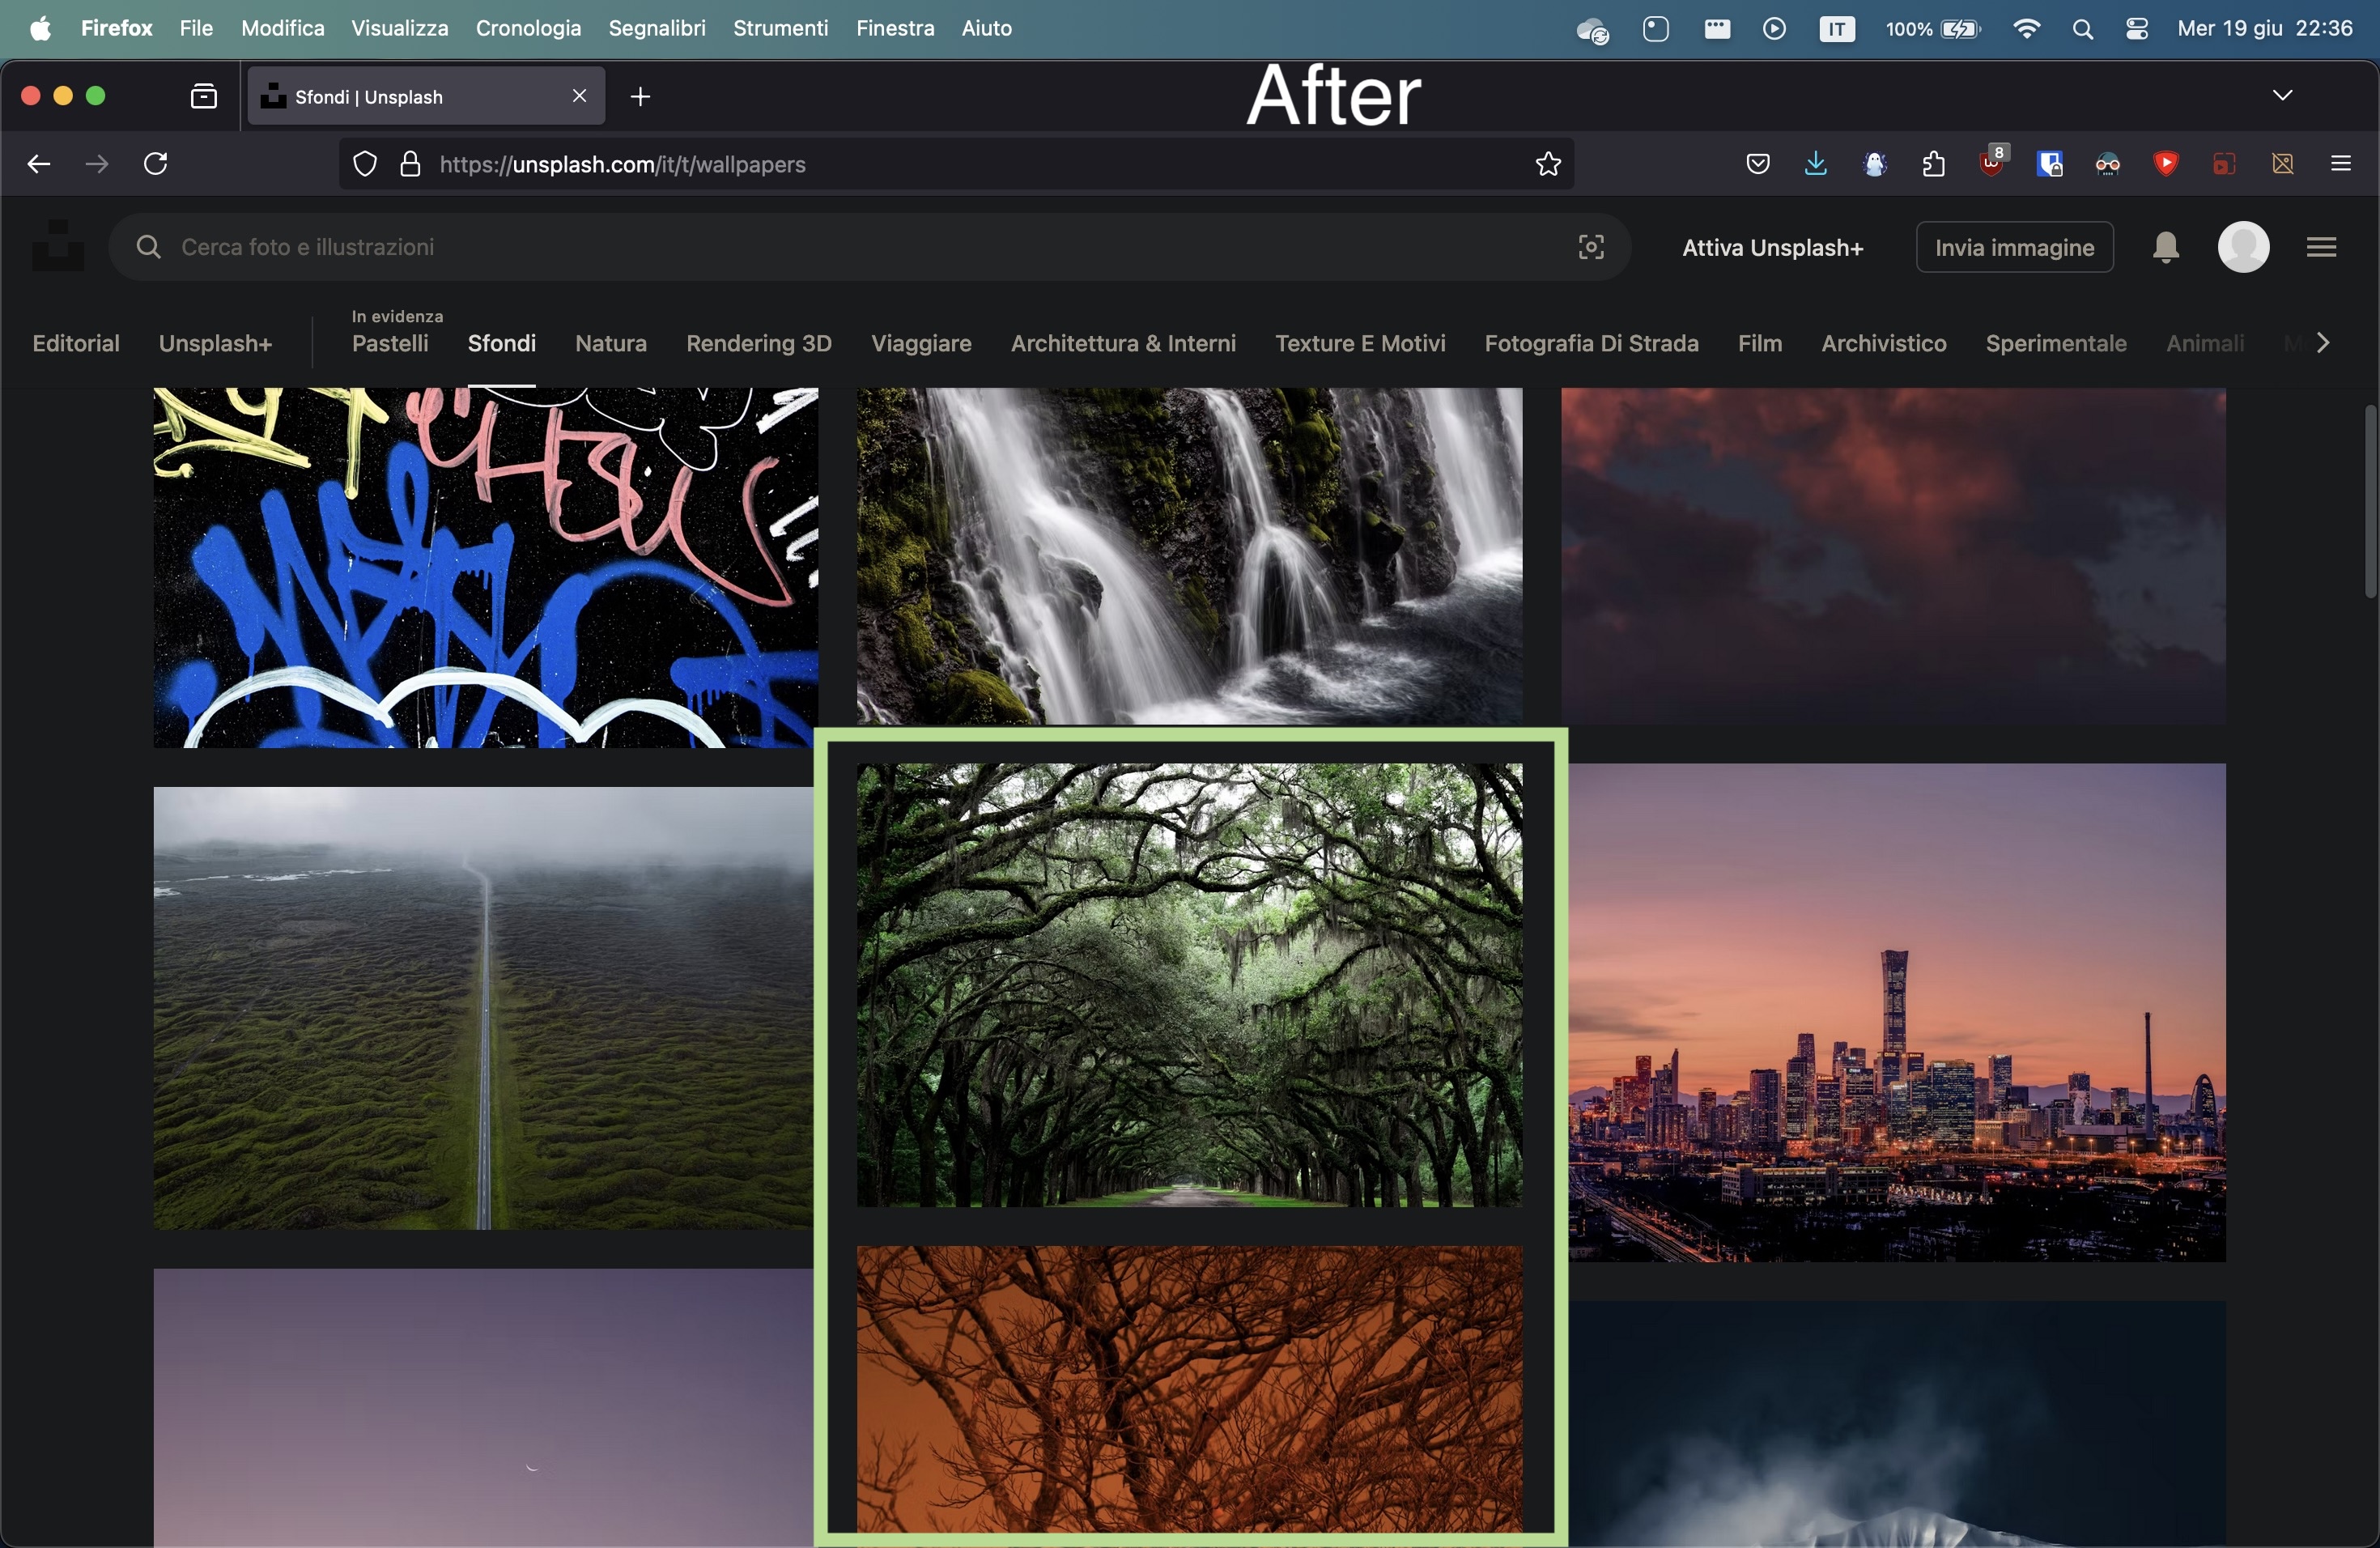 Firefox File Modifica Visualizza Cronologia Segnalibri Strumenti Finestra Aiuto IT 100% Mer 19 giu 22:36
Sfondi | Unsplash
After
https://unsplash.com/it/t/wallpapers
8
Cerca foto e illustrazioni
Attiva Unsplash+
Invia immagine
In evidenza
Editorial Unsplash+ Pastelli Sfondi Natura Rendering 3D Viaggiare Architettura & Interni Texture E Motivi Fotografia Di Strada Film Archivistico Sperimentale Animali